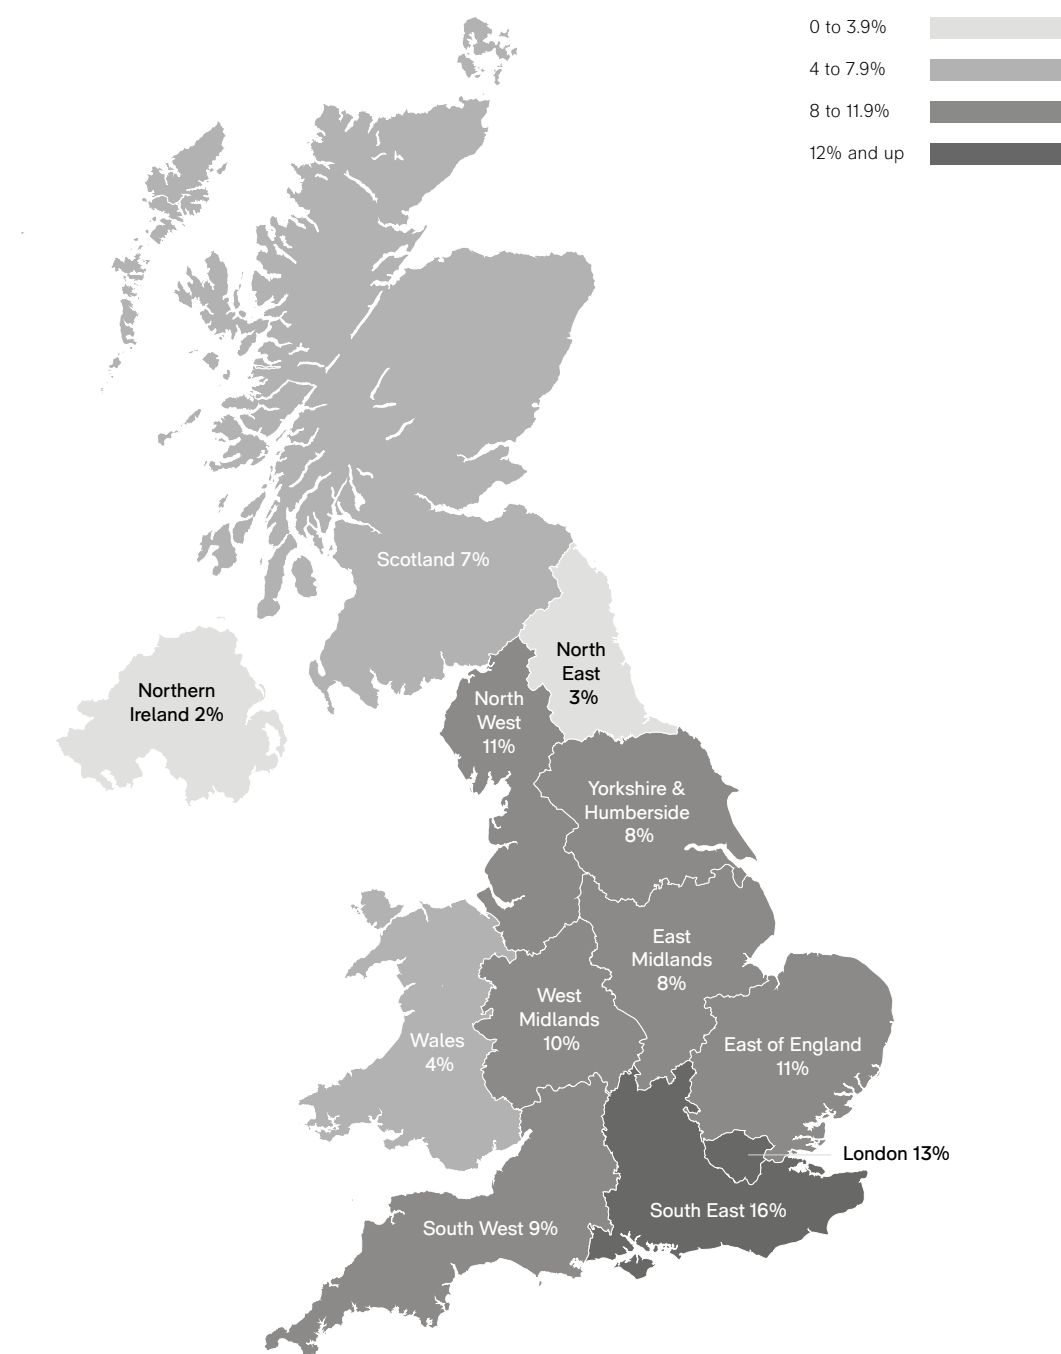 0 to 3.9%
4 to 7.9%
8 to 11.9%
12% and up
Scotland 7%
North
East
3%
Northern
Ireland 2%
North
West
11%
Yorkshire &
Humberside
8%
East
Midlands
8%
West
Midlands
10%
Wales
4%
East of England
11%
London 13%
South East 16%
South West 9%